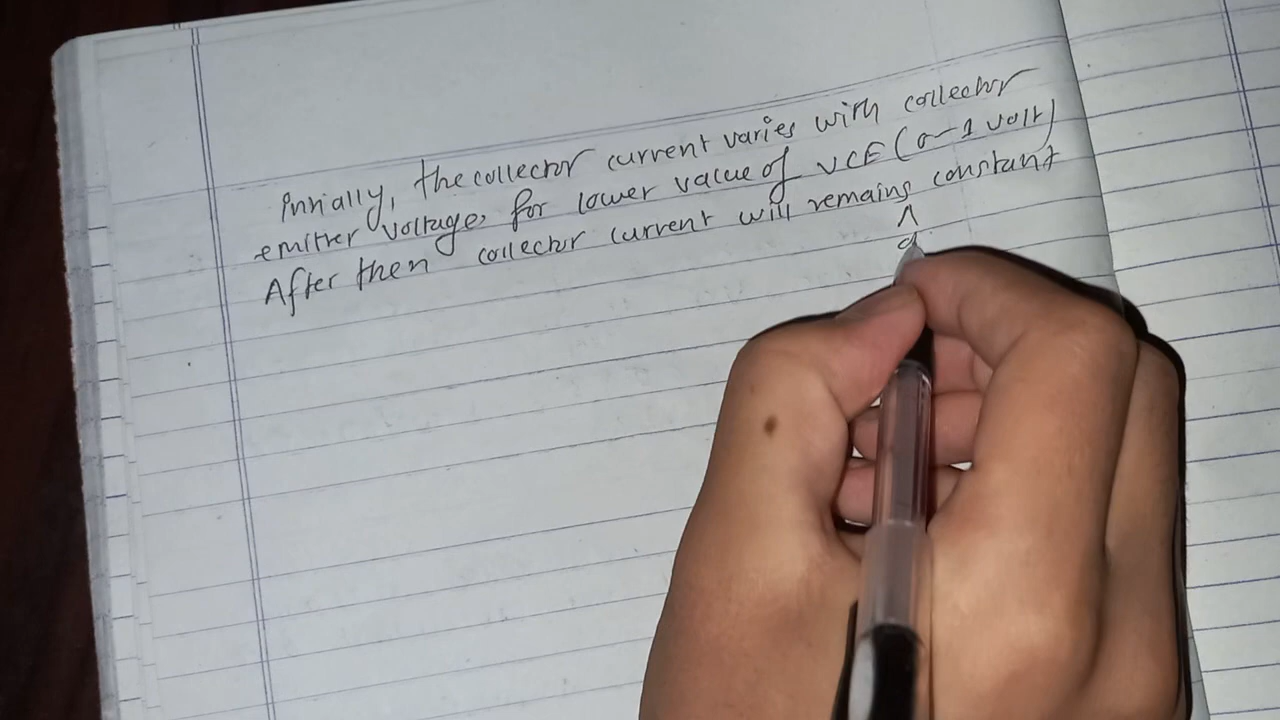 Initially, the collector current varies with collector
emitter voltage, for lower value of VCE (0-1 volt)
After then collector current will remains constant
^
a